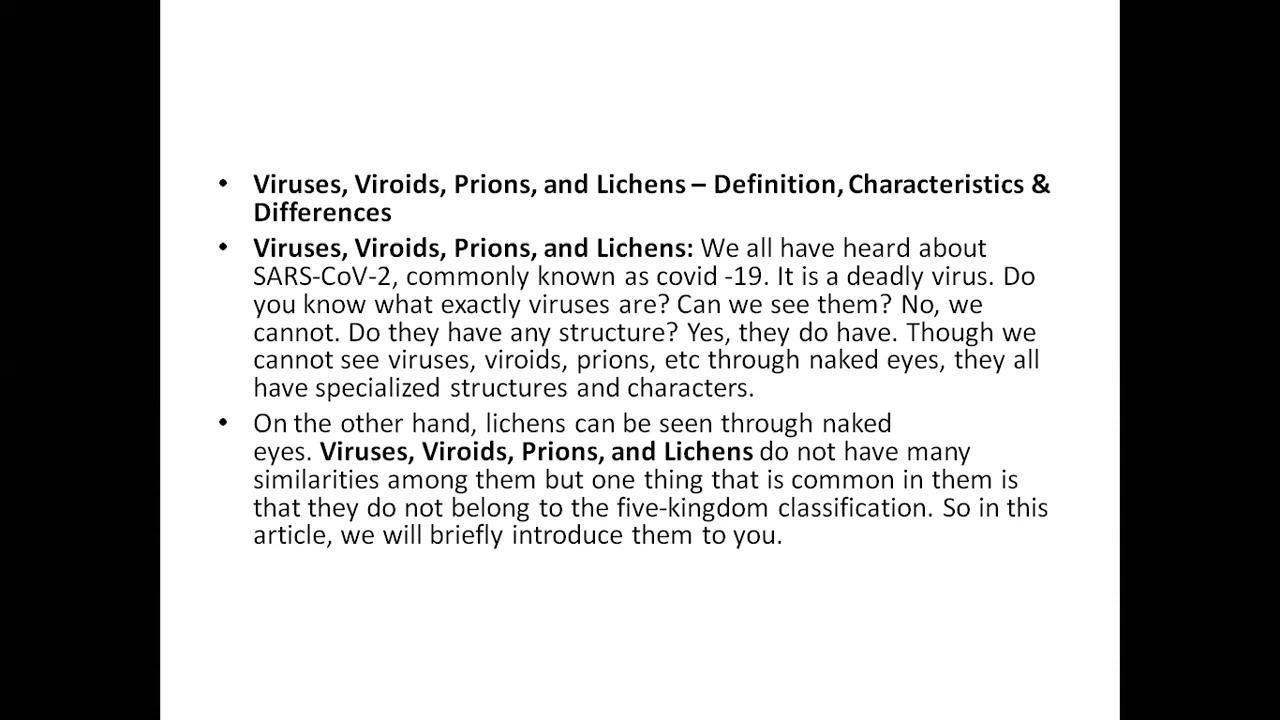 • Viruses, Viroids, Prions, and Lichens – Definition, Characteristics &
Differences
• Viruses, Viroids, Prions, and Lichens: We all have heard about
SARS-CoV-2, commonly known as covid -19. It is a deadly virus. Do
you know what exactly viruses are? Can we see them? No, we
cannot. Do they have any structure? Yes, they do have. Though we
cannot see viruses, viroids, prions, etc through naked eyes, they all
have specialized structures and characters.
• On the other hand, lichens can be seen through naked
eyes. Viruses, Viroids, Prions, and Lichens do not have many
similarities among them but one thing that is common in them is
that they do not belong to the five-kingdom classification. So in this
article, we will briefly introduce them to you.